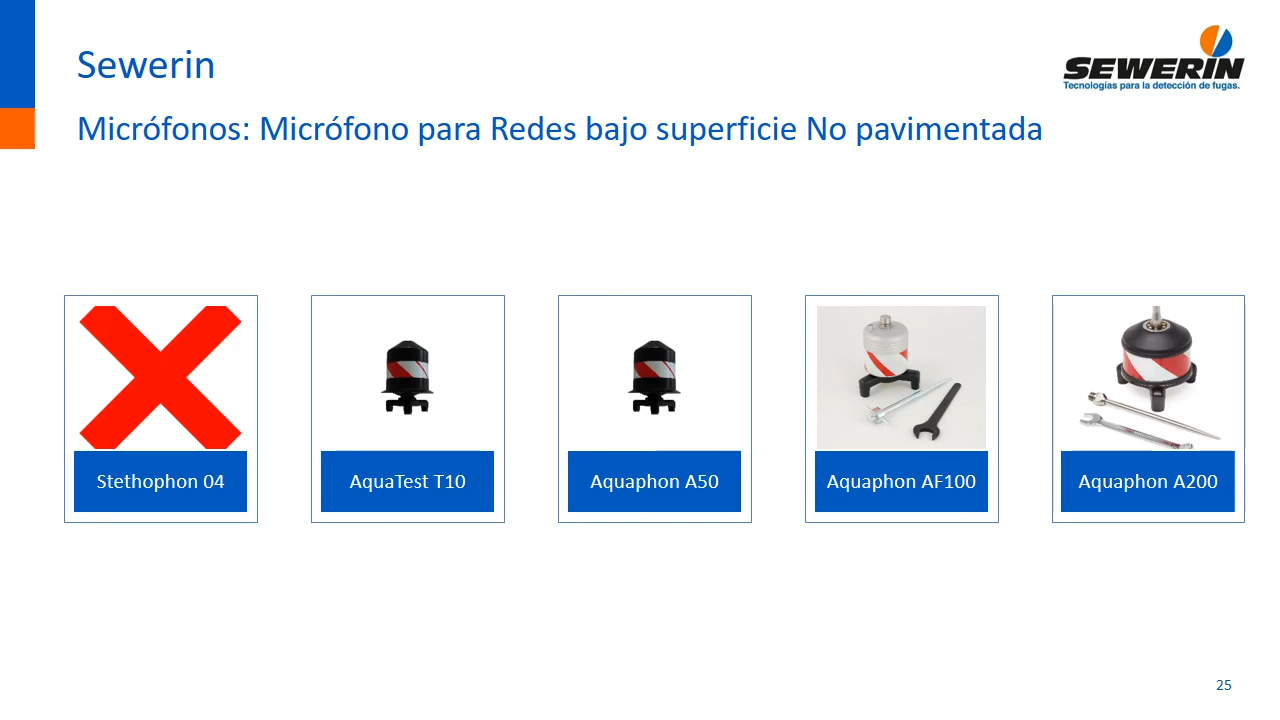 Sewerin
SEWERIN
Tecnologías para la detección de fugas.
Micrófonos: Micrófono para Redes bajo superficie No pavimentada
Stethophon 04
AquaTest T10
Aquaphon A50
Aquaphon AF100
Aquaphon A200
25